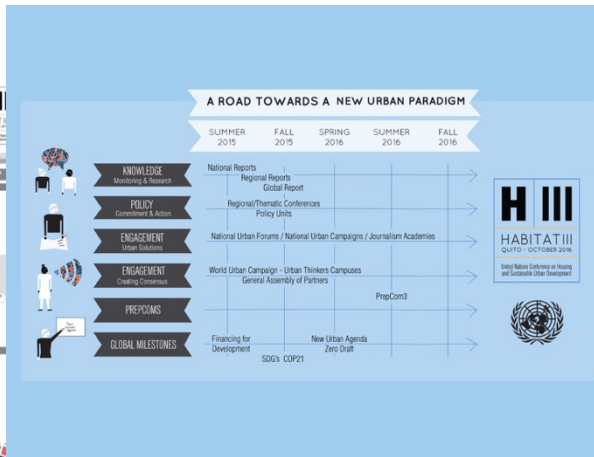 A ROAD TOWARDS A NEW URBAN PARADIGM
SUMMER 2015
FALL 2015
SPRING 2016
SUMMER 2016
FALL 2016
KNOWLEDGE
Monitoring & Research
National Reports
Regional Reports
Global Report
POLICY
Commitment & Action
Regional/Thematic Conferences
Policy Units
ENGAGEMENT
Urban Solutions
National Urban Forums / National Urban Campaigns / Journalism Academies
ENGAGEMENT
Creating Consensus
World Urban Campaign - Urban Thinkers Campuses
General Assembly of Partners
PREPCOMS
PrepCom3
GLOBAL MILESTONES
Financing for
Development
SDG's COP21
New Urban Agenda
Zero Draft
H III
HABITAT III
QUITO - OCTOBER 2016
United Nations Conference on Housing
and Sustainable Urban Development